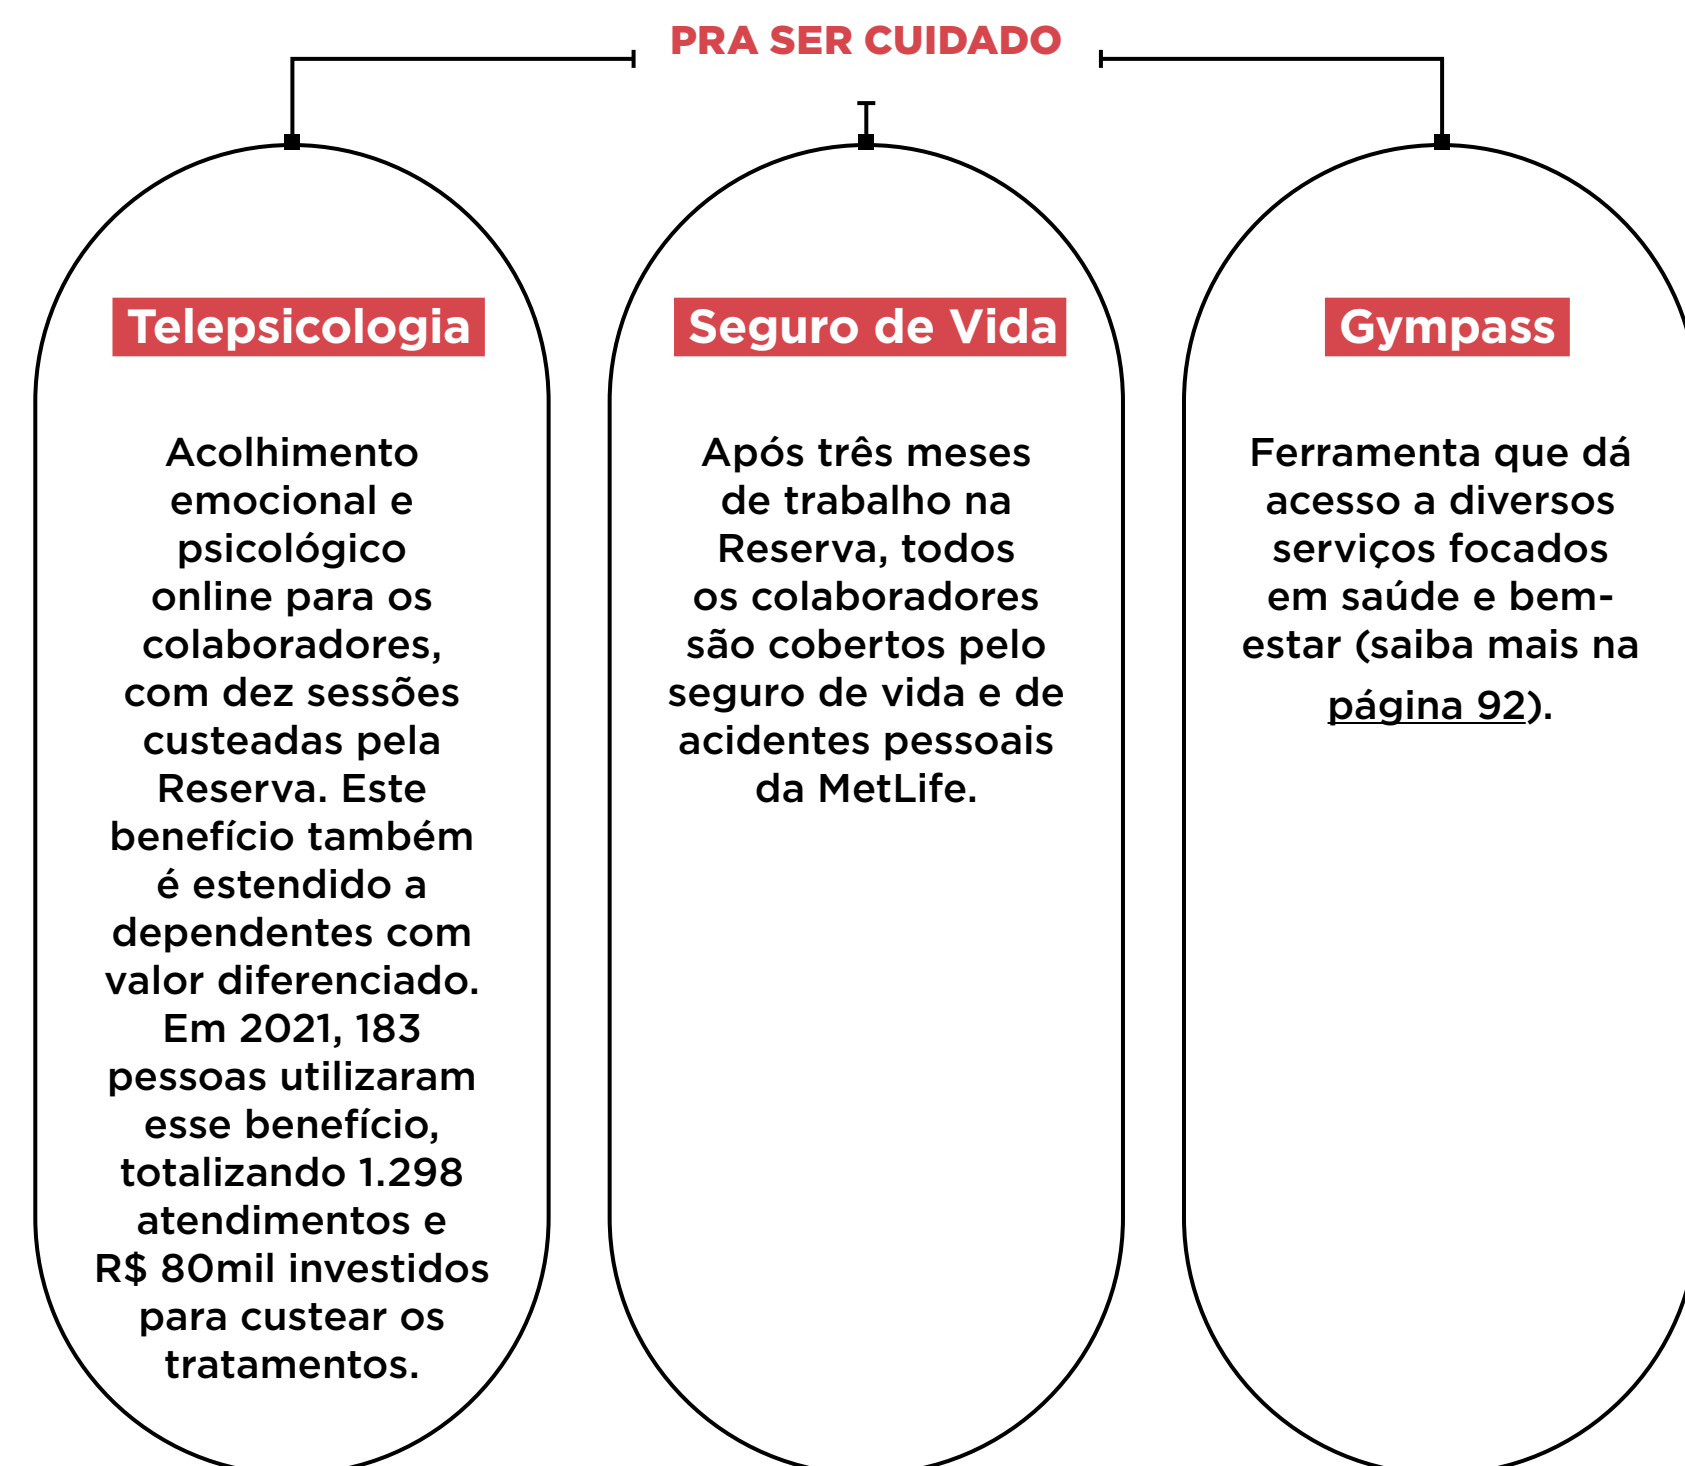 PRA SER CUIDADO
Telepsicologia
Acolhimento
emocional e
psicológico
online para os
colaboradores,
com dez sessões
custeadas pela
Reserva. Este
benefício também
é estendido a
dependentes com
valor diferenciado.
Em 2021, 183
pessoas utilizaram
esse benefício,
totalizando 1.298
atendimentos e
R$ 80mil investidos
para custear os
tratamentos.
Seguro de Vida
Após três meses
de trabalho na
Reserva, todos
os colaboradores
são cobertos pelo
seguro de vida e de
acidentes pessoais
da MetLife.
Gympass
Ferramenta que dá
acesso a diversos
serviços focados
em saúde e bem-
estar (saiba mais na
página 92).